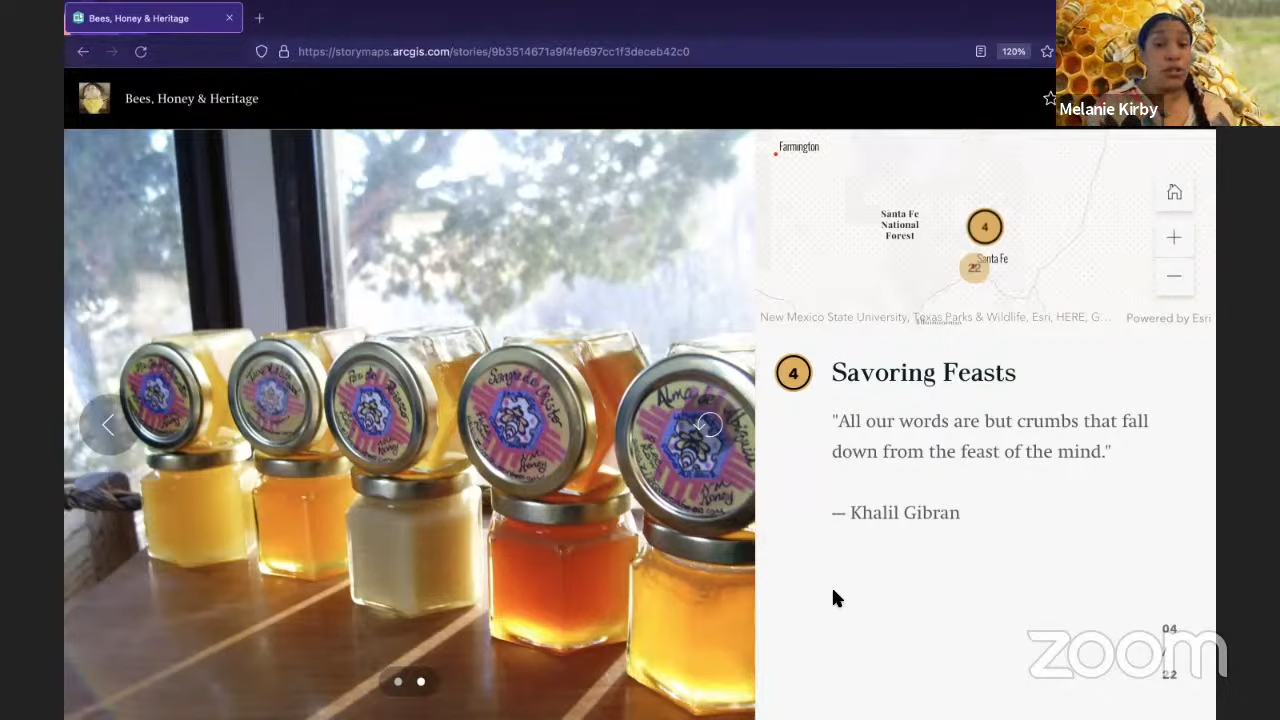 Bees, Honey & Heritage
https://storymaps.arcgis.com/stories/9b3514671a9f4fe697cc1f3deceb42c0
120%
Melanie Kirby
Bees, Honey & Heritage
Farmington
Santa Fe
National
Forest
4
Santa Fe
22
New Mexico State University, Texas Parks & Wildlife, Esri, HERE, G...
Powered by Esri
4
Savoring Feasts
"All our words are but crumbs that fall
down from the feast of the mind."
— Khalil Gibran
Sangre de Cristo
Alma de
Honey
04
/
22
zoom